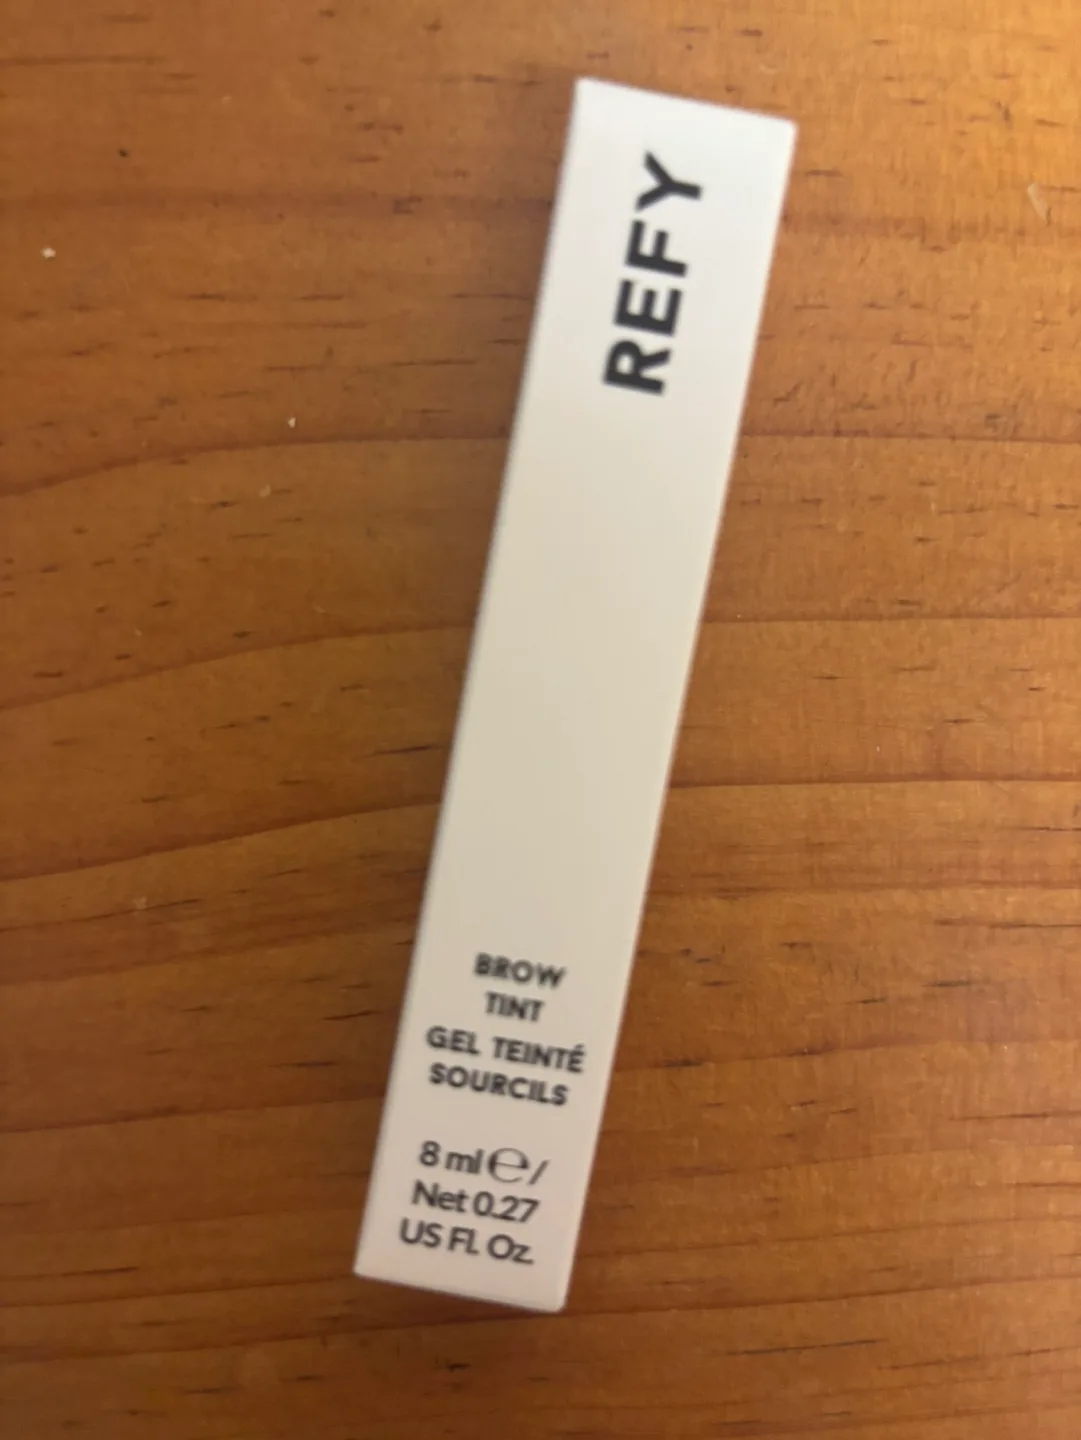 REFY
BROW
TINT
GEL TEINTÉ
SOURCILS
8 ml ℮/
Net 0.27
US Fl. Oz.